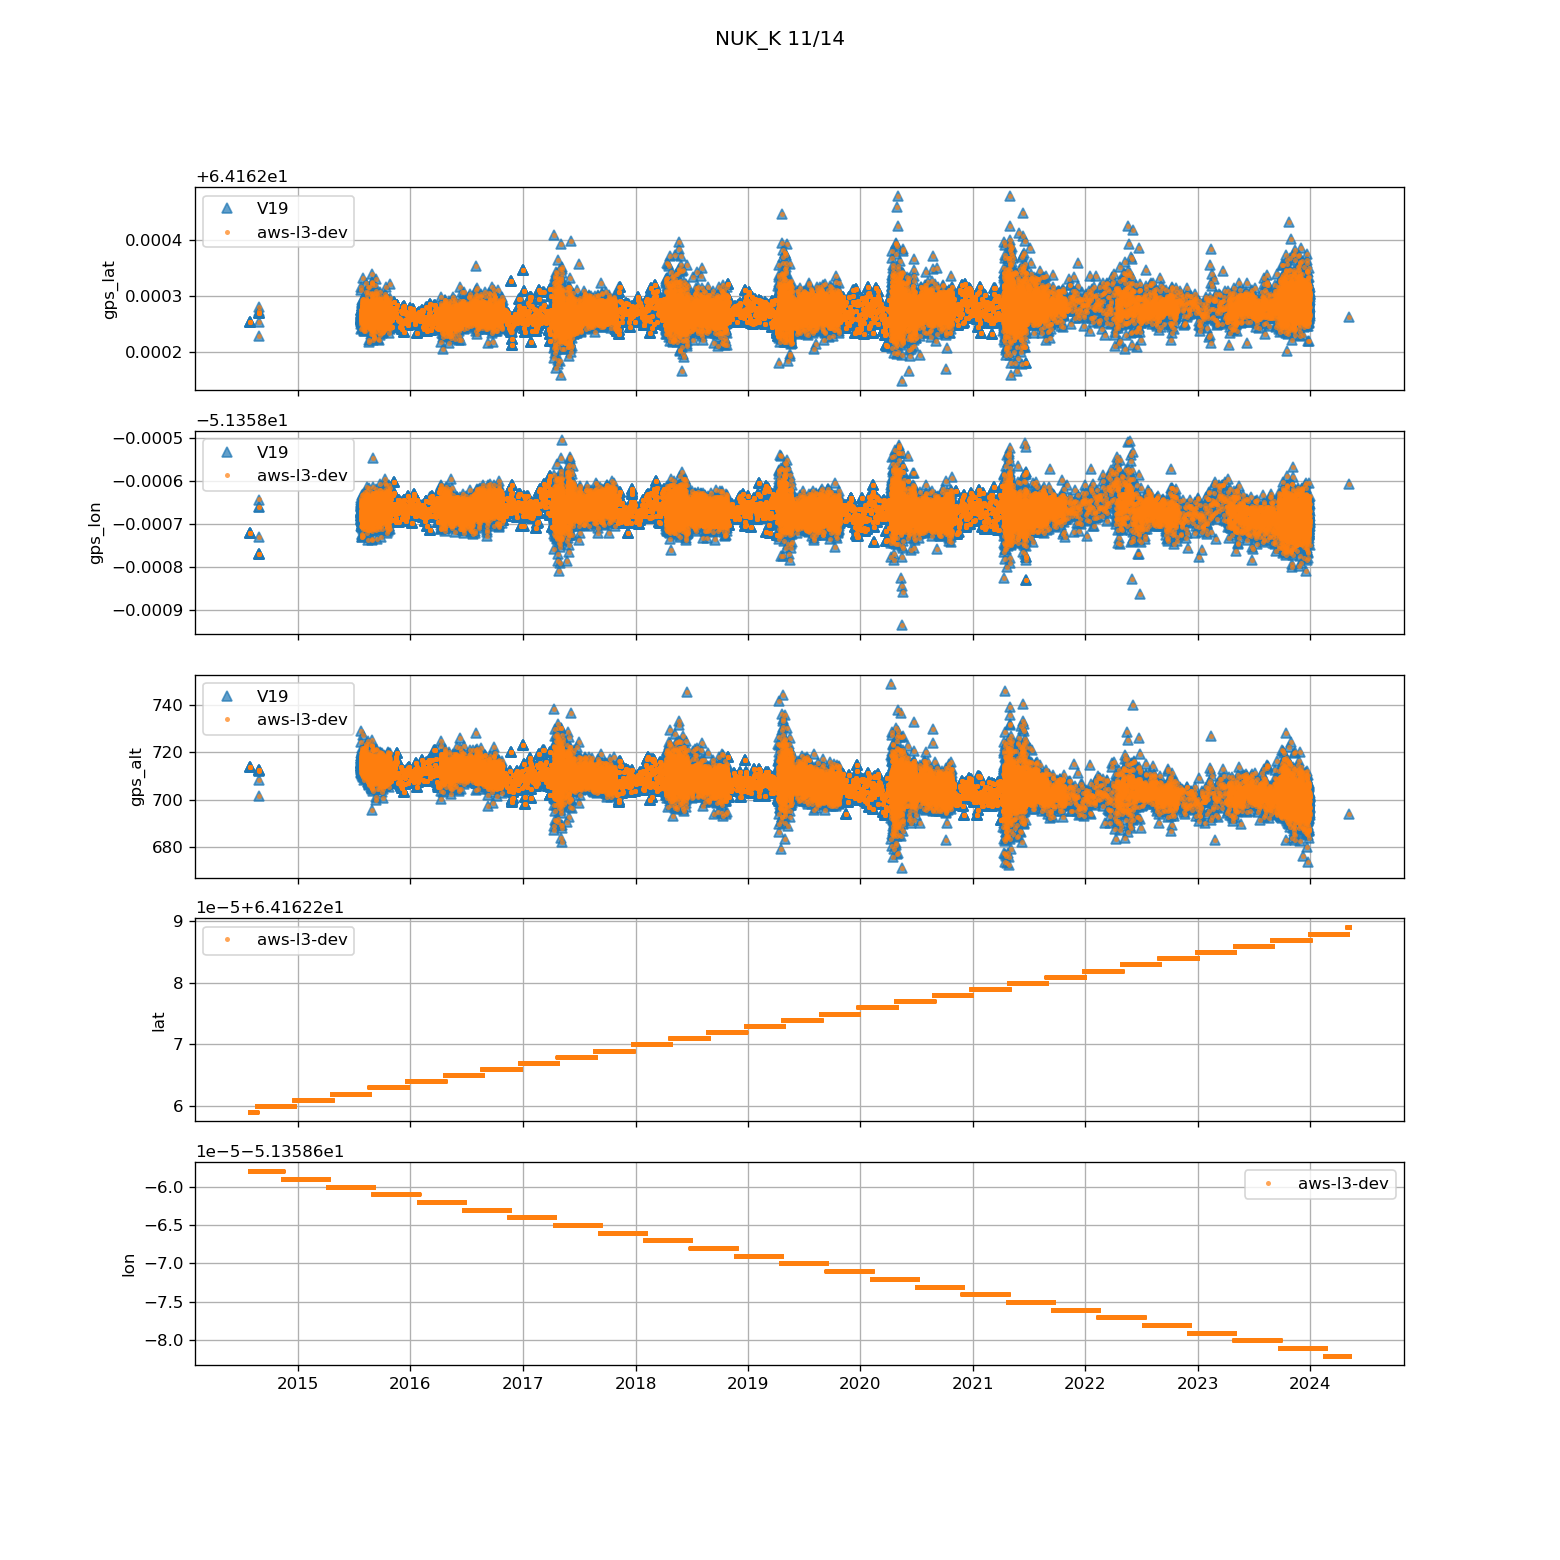 NUK_K 11/14
+6.4162e1
V19
aws-l3-dev
0.0004
0.0003
0.0002
gps_lat
−5.1358e1
V19
aws-l3-dev
−0.0005
−0.0006
−0.0007
−0.0008
−0.0009
gps_lon
V19
aws-l3-dev
740
720
700
680
gps_alt
1e−5+6.41622e1
aws-l3-dev
9
8
7
6
lat
1e−5−5.13586e1
aws-l3-dev
−6.0
−6.5
−7.0
−7.5
−8.0
lon
2015 2016 2017 2018 2019 2020 2021 2022 2023 2024